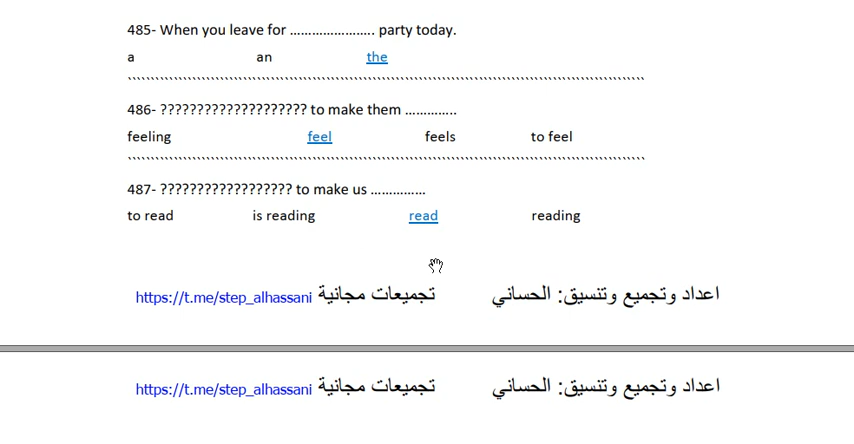 485- When you leave for ………………….. party today.
a an the
486- ???????????????????? to make them …………..
feeling feel feels to feel
487- ?????????????????? to make us ……………
to read is reading read reading
اعداد وتجميع وتنسيق: الحساني تجميعات مجانية https://t.me/step_alhassani
اعداد وتجميع وتنسيق: الحساني تجميعات مجانية https://t.me/step_alhassani